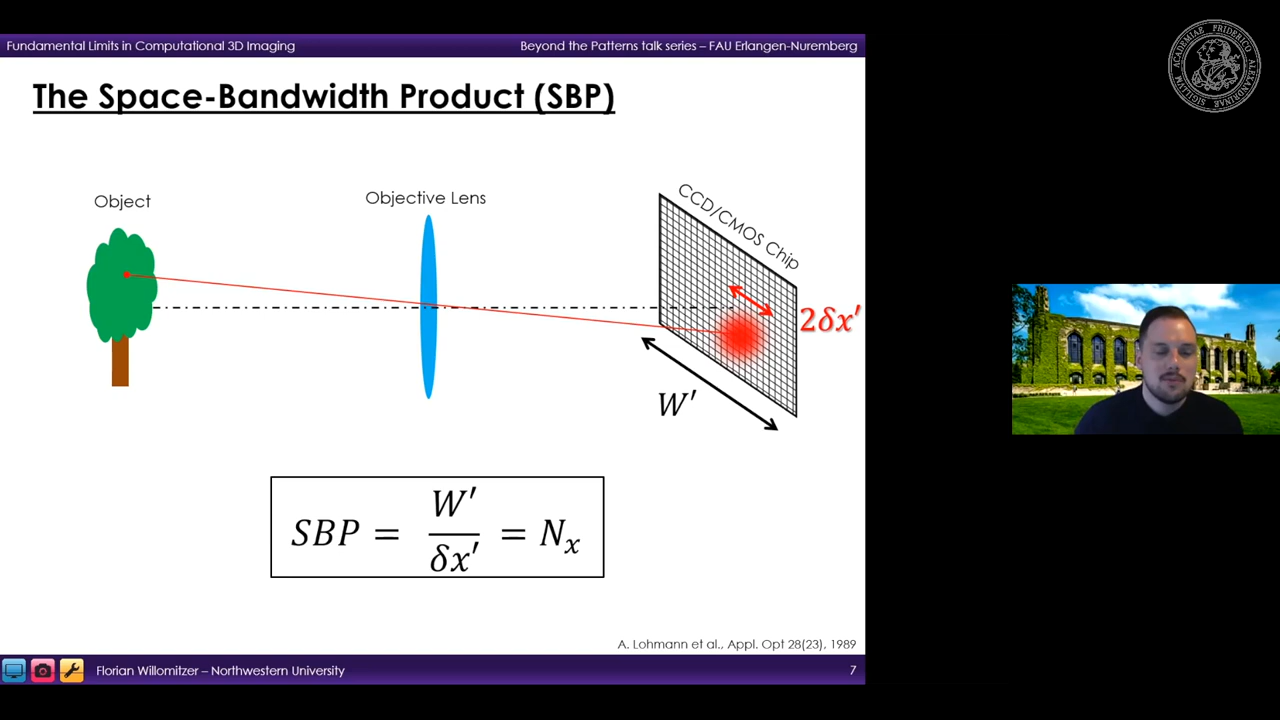 Fundamental Limits in Computational 3D Imaging
Beyond the Patterns talk series – FAU Erlangen-Nuremberg
The Space-Bandwidth Product (SBP)
Object
Objective Lens
CCD/CMOS Chip
2δx′
W′
SBP = W′/δx′ = Nₓ
A. Lohmann et al., Appl. Opt 28(23), 1989
Florian Willomitzer – Northwestern University
7